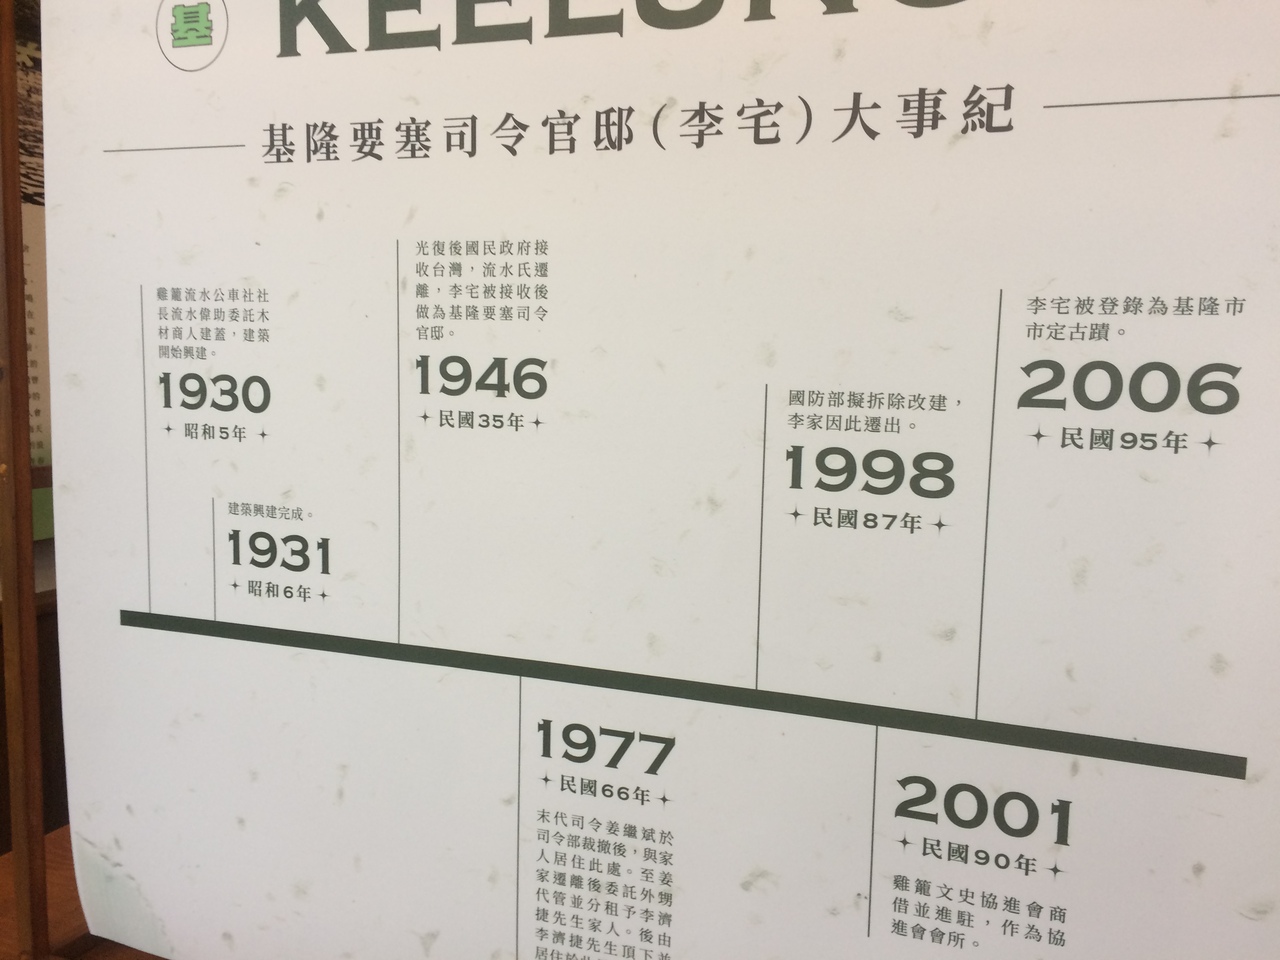 基
KEELUNG
基隆要塞司令官邸(李宅)大事紀
雞籠流水公車社社
長流水偉助委託木
材商人建蓋，建築
開始興建。
1930
昭和5年
建築興建完成。
1931
昭和6年
光復後國民政府接
收台灣，流水氏遷
離，李宅被接收後
做為基隆要塞司令
官邸。
1946
民國35年
1977
民國66年
末代司令姜繼斌於
司令部裁撤後，與家
人居住此處。至姜
家遷離後委託外甥
代管並分租予李濟
捷先生家人。後由
李濟捷先生頂下並
國防部擬拆除改建，
李家因此遷出。
1998
民國87年
2001
民國90年
雞籠文史協進會商
借並進駐，作為協
進會會所。
李宅被登錄為基隆市
市定古蹟。
2006
民國95年